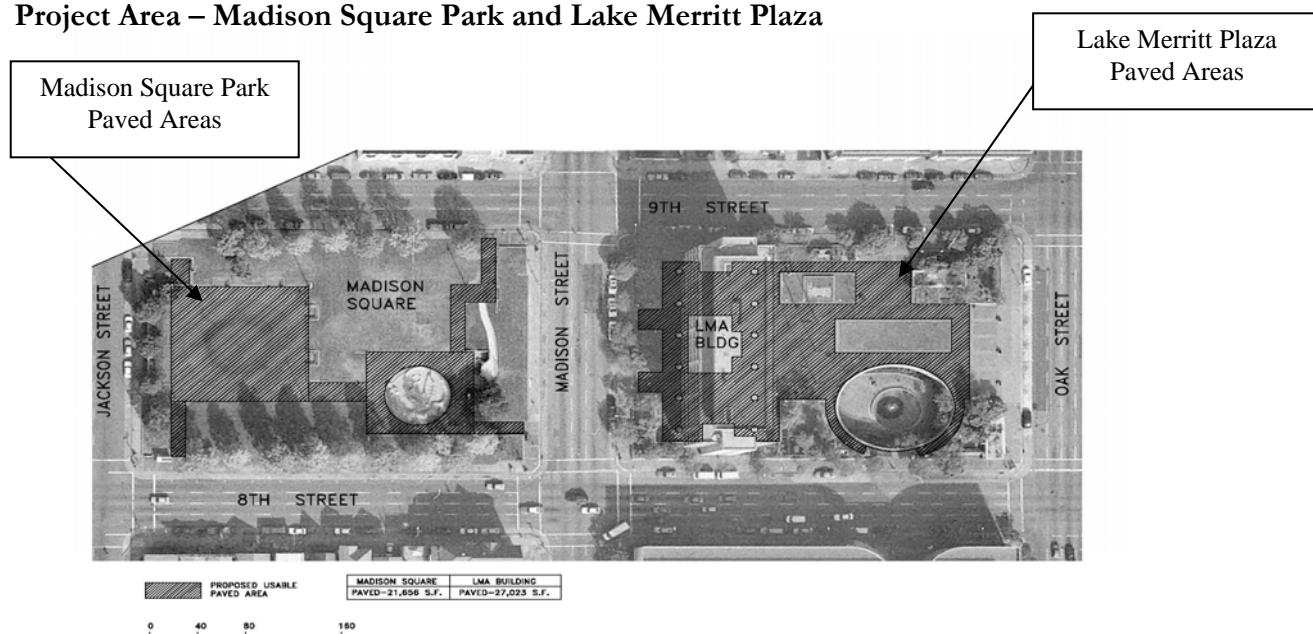 Project Area – Madison Square Park and Lake Merritt Plaza
Madison Square Park
Paved Areas
Lake Merritt Plaza
Paved Areas
9TH STREET
MADISON
SQUARE
LMA
BLDG
JACKSON STREET
MADISON STREET
OAK STREET
8TH STREET
PROPOSED USABLE
PAVED AREA
MADISON SQUARE LMA BUILDING
PAVED-21,656 S.F. PAVED-27,023 S.F.
0 40 80 160